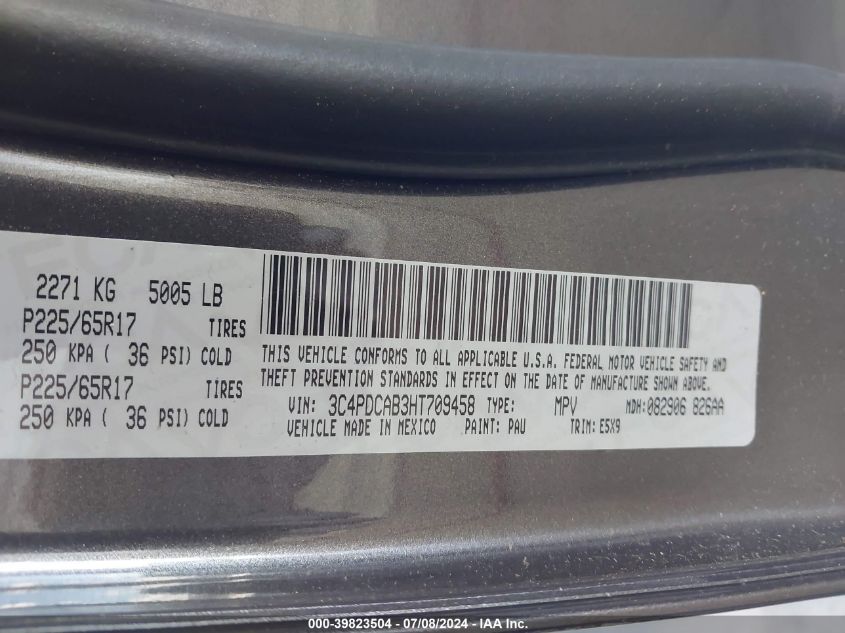 2271 KG 5005 LB
P225/65R17 TIRES
250 KPA ( 36 PSI) COLD
P225/65R17 TIRES
250 KPA ( 36 PSI) COLD
THIS VEHICLE CONFORMS TO ALL APPLICABLE U.S.A. FEDERAL MOTOR VEHICLE SAFETY AND
THEFT PREVENTION STANDARDS IN EFFECT ON THE DATE OF MANUFACTURE SHOWN ABOVE.
VIN: 3C4PDCAB3HT709458 TYPE: MPV MDH:082906 826AA
VEHICLE MADE IN MEXICO PAINT: PAU TRIM: E5X9
000-39823504 - 07/08/2024 - IAA Inc.